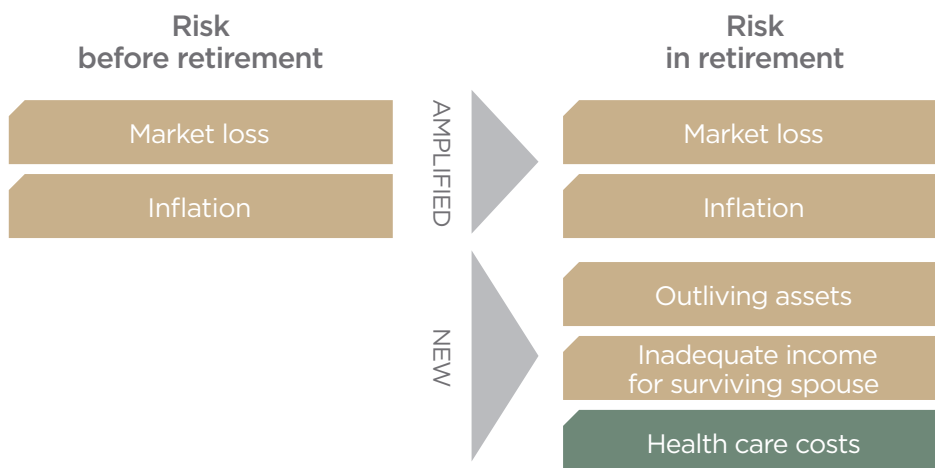 Risk
before retirement
Risk
in retirement
Market loss
Inflation
AMPLIFIED
Market loss
Inflation
NEW
Outliving assets
Inadequate income
for surviving spouse
Health care costs